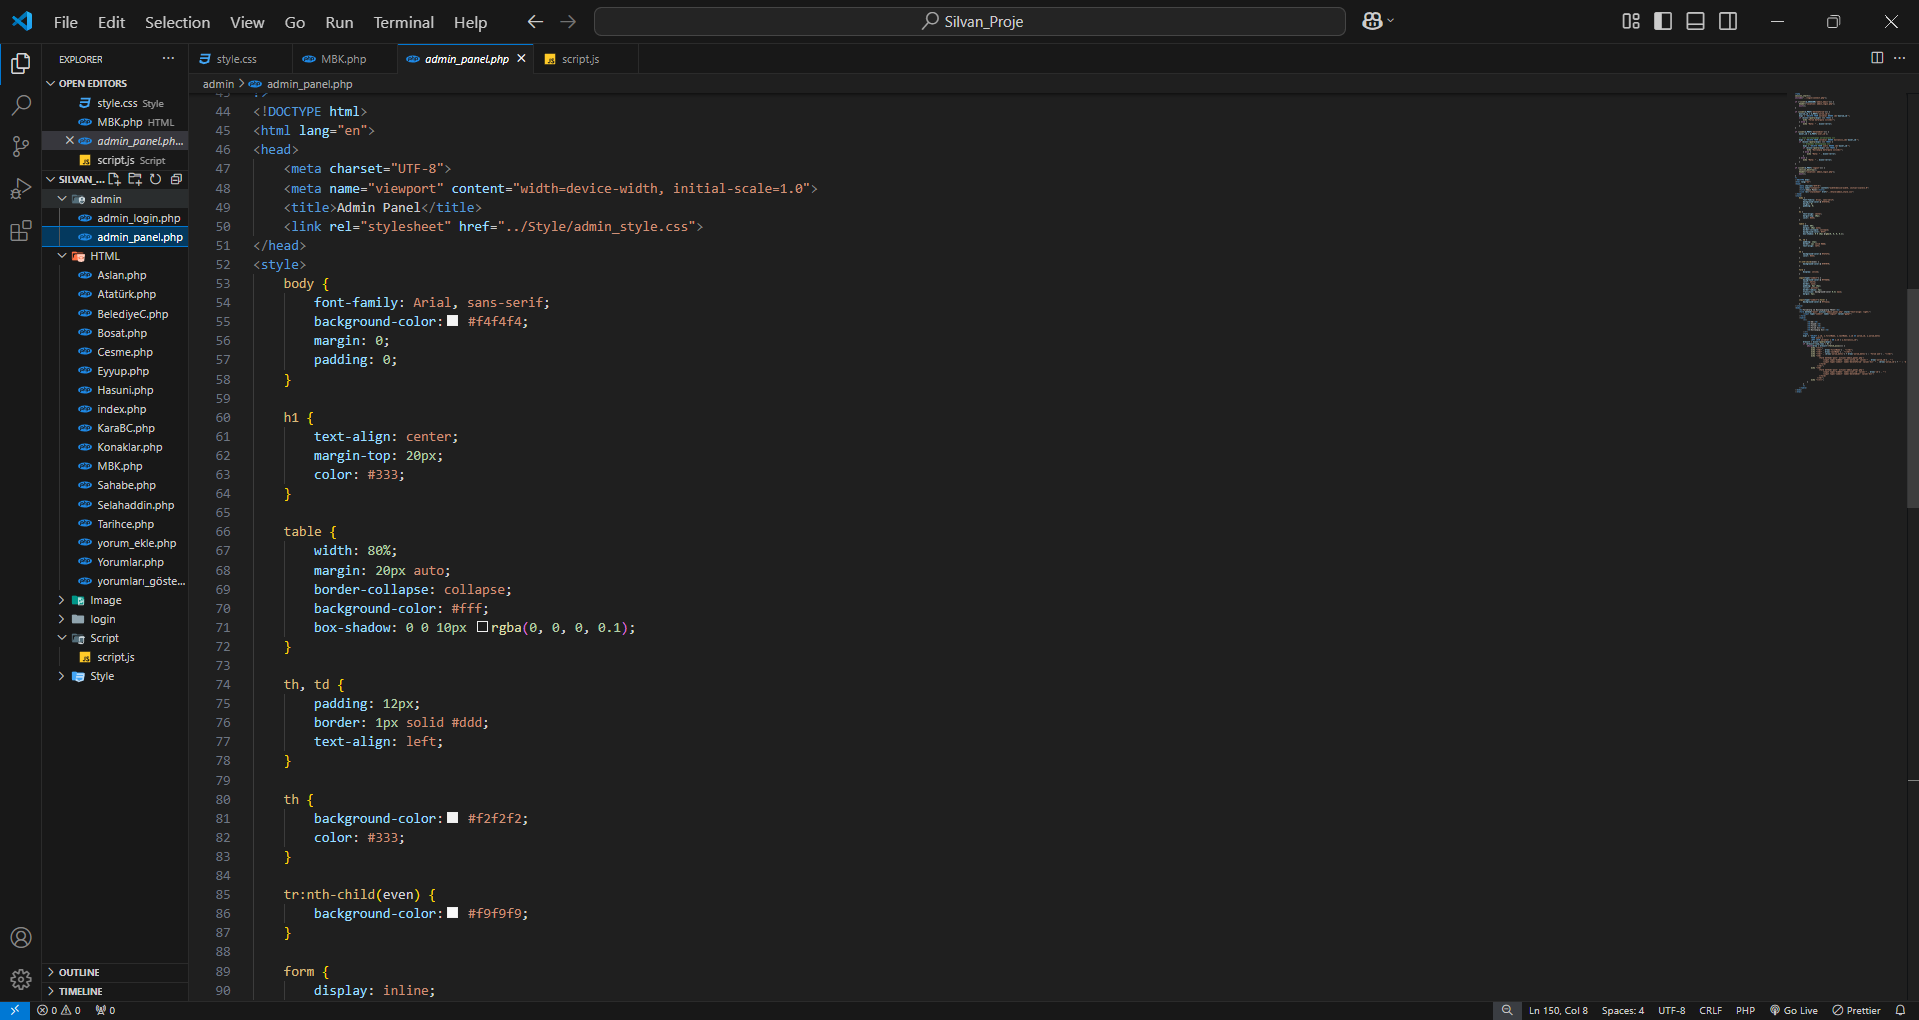 File Edit Selection View Go Run Terminal Help
Silvan_Proje
EXPLORER
OPEN EDITORS
style.css Style
MBK.php HTML
admin_panel.ph...
script.js Script
SILVAN_...
admin
admin_login.php
admin_panel.php
HTML
Aslan.php
Atatürk.php
BelediyeC.php
Bosat.php
Cesme.php
Eyyup.php
Hasuni.php
index.php
KaraBC.php
Konaklar.php
MBK.php
Sahabe.php
Selahaddin.php
Tarihce.php
yorum_ekle.php
Yorumlar.php
yorumları_göste...
Image
login
Script
script.js
Style
OUTLINE
TIMELINE
style.css MBK.php admin_panel.php script.js
admin > admin_panel.php
43 ?>
44 <!DOCTYPE html>
45 <html lang="en">
46 <head>
47 <meta charset="UTF-8">
48 <meta name="viewport" content="width=device-width, initial-scale=1.0">
49 <title>Admin Panel</title>
50 <link rel="stylesheet" href="../Style/admin_style.css">
51 </head>
52 <style>
53 body {
54 font-family: Arial, sans-serif;
55 background-color: #f4f4f4;
56 margin: 0;
57 padding: 0;
58 }
59
60 h1 {
61 text-align: center;
62 margin-top: 20px;
63 color: #333;
64 }
65
66 table {
67 width: 80%;
68 margin: 20px auto;
69 border-collapse: collapse;
70 background-color: #fff;
71 box-shadow: 0 0 10px rgba(0, 0, 0, 0.1);
72 }
73
74 th, td {
75 padding: 12px;
76 border: 1px solid #ddd;
77 text-align: left;
78 }
79
80 th {
81 background-color: #f2f2f2;
82 color: #333;
83 }
84
85 tr:nth-child(even) {
86 background-color: #f9f9f9;
87 }
88
89 form {
90 display: inline;
0 0 0
Ln 150, Col 8 Spaces: 4 UTF-8 CRLF PHP Go Live Prettier